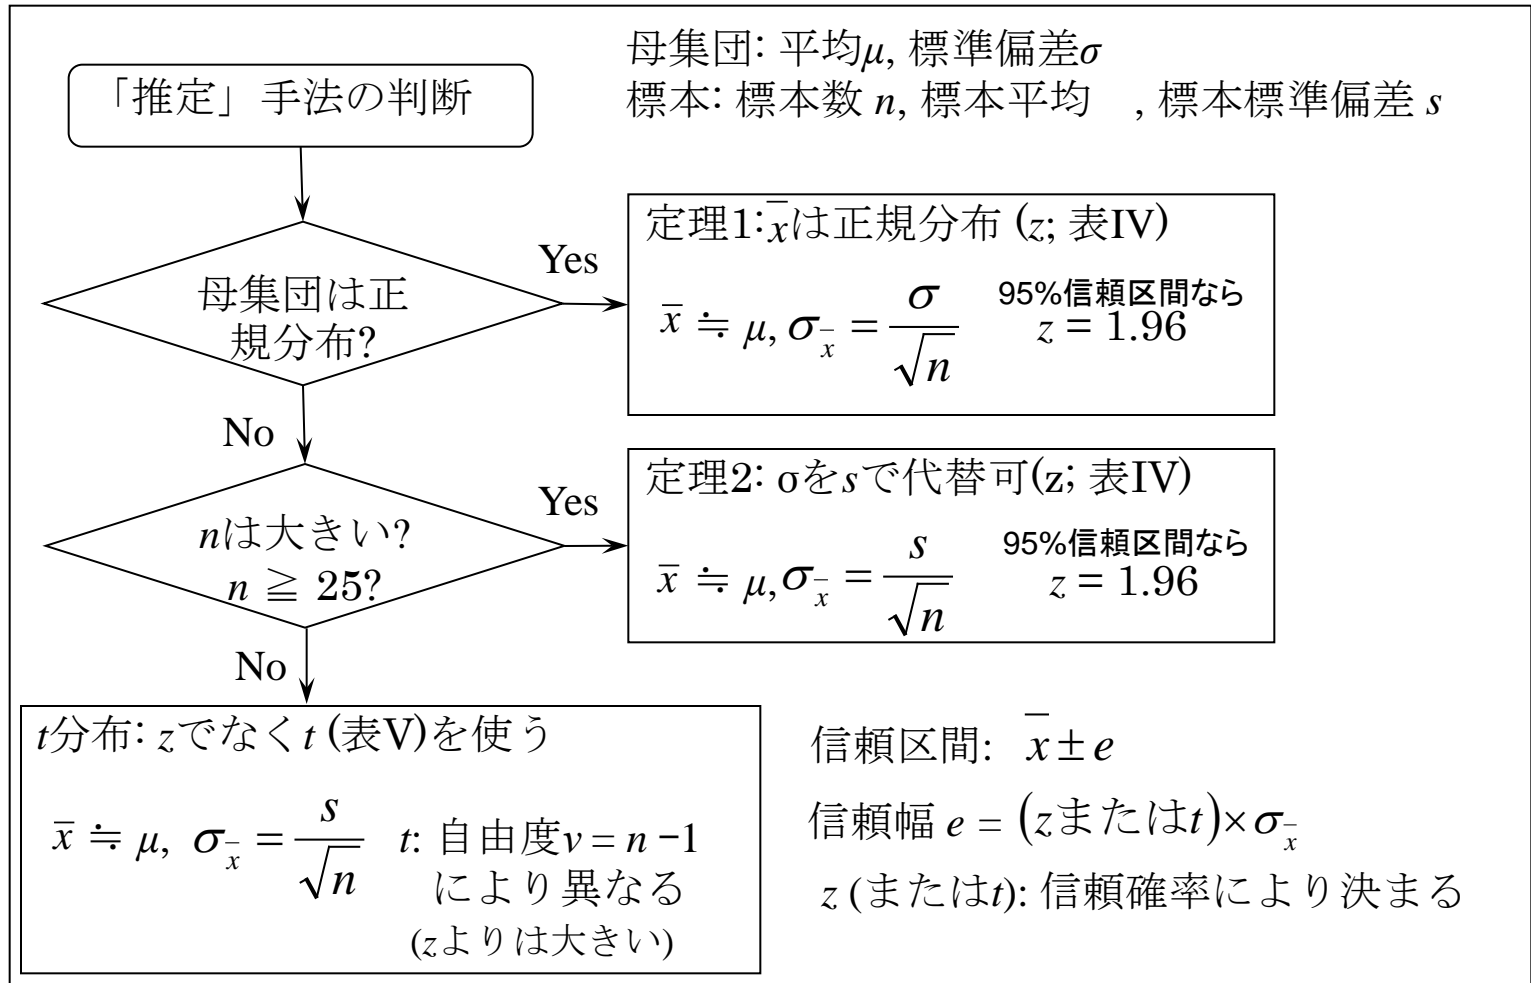 母集団: 平均μ, 標準偏差σ
標本: 標本数 n, 標本平均　, 標本標準偏差 s
「推定」手法の判断
母集団は正
規分布?
Yes
No
定理1: x̄は正規分布 (z; 表IV)
x̄ ≒ μ, σx̄ = σ/√n
95%信頼区間なら
z = 1.96
nは大きい?
n ≧ 25?
Yes
No
定理2: σをsで代替可(z; 表IV)
x̄ ≒ μ, σx̄ = s/√n
95%信頼区間なら
z = 1.96
t分布: zでなくt (表V)を使う
x̄ ≒ μ, σx̄ = s/√n
t: 自由度ν = n −1
により異なる
(zよりは大きい)
信頼区間: x̄ ± e
信頼幅 e = (zまたはt)×σx̄
z (またはt): 信頼確率により決まる